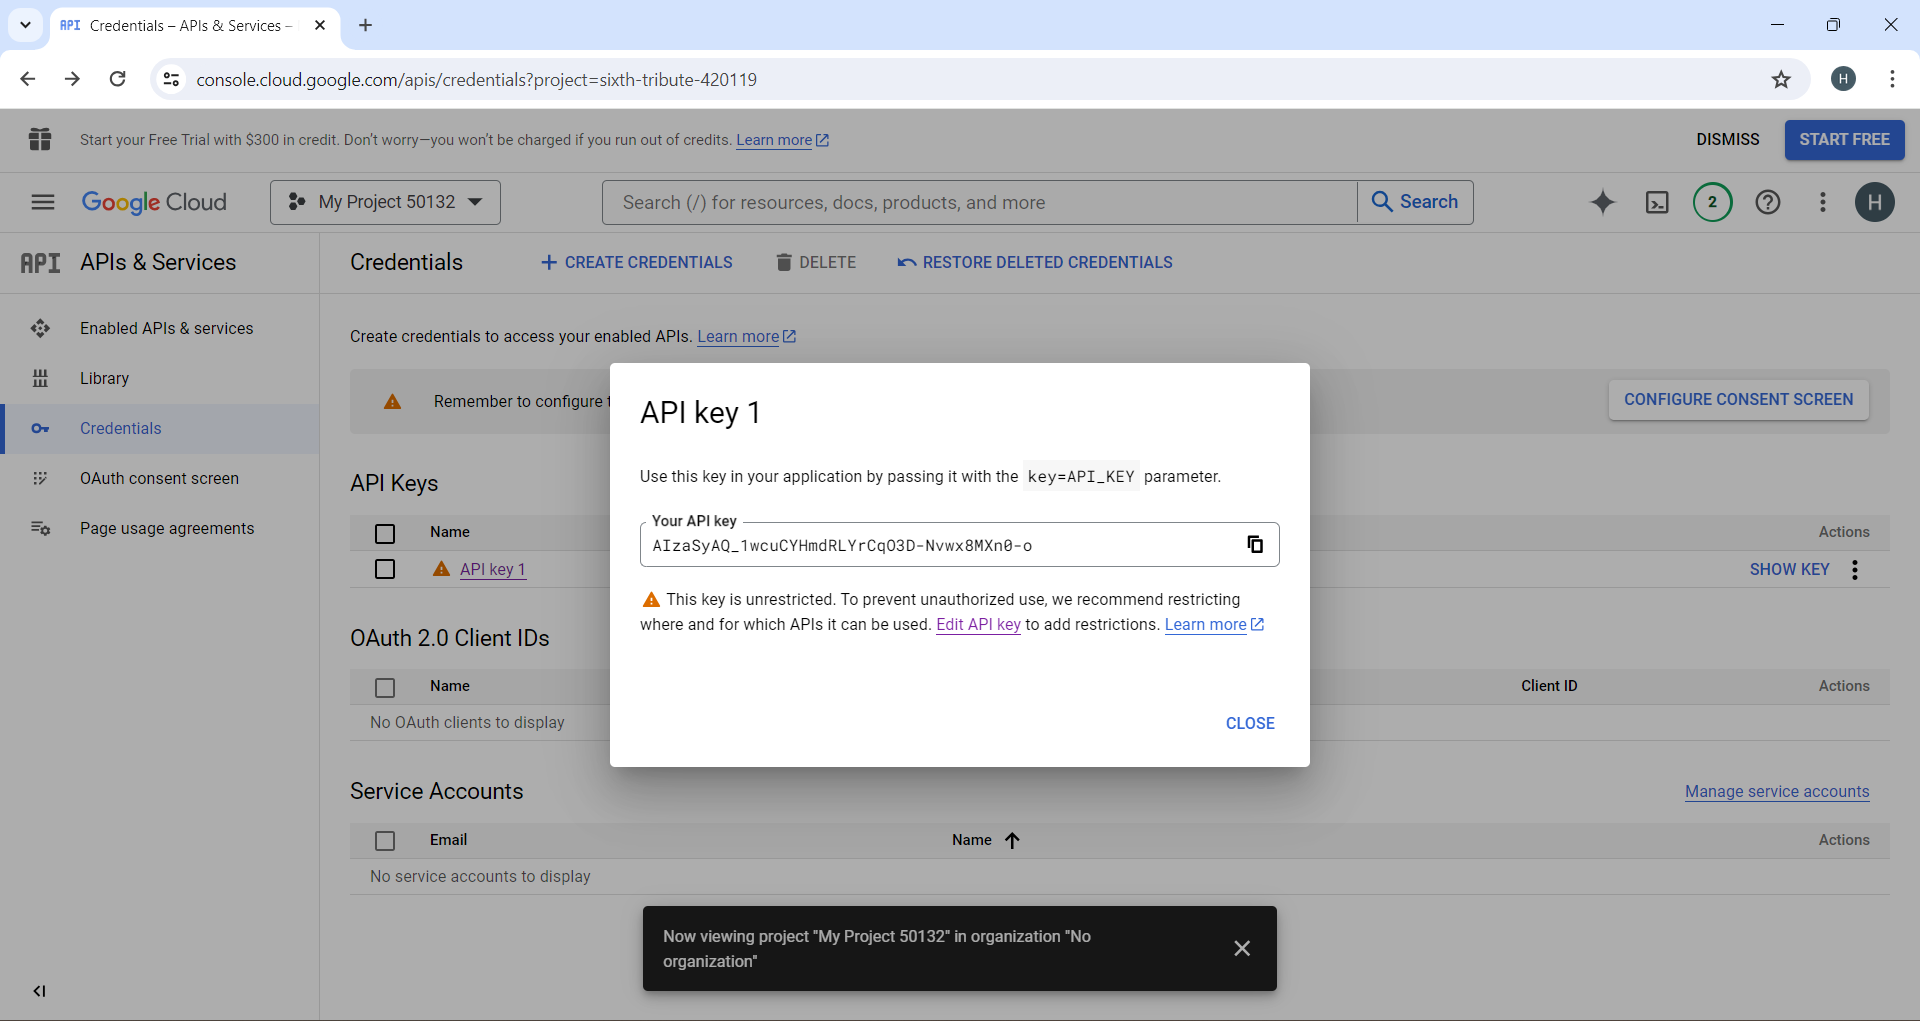 API Credentials – APIs & Services –
console.cloud.google.com/apis/credentials?project=sixth-tribute-420119
H
Start your Free Trial with $300 in credit. Don't worry—you won't be charged if you run out of credits. Learn more
DISMISS
START FREE
Google Cloud
My Project 50132
Search (/) for resources, docs, products, and more
Search
2
H
API APIs & Services
Credentials
CREATE CREDENTIALS
DELETE
RESTORE DELETED CREDENTIALS
Enabled APIs & services
Library
Credentials
OAuth consent screen
Page usage agreements
Create credentials to access your enabled APIs. Learn more
Remember to configure
CONFIGURE CONSENT SCREEN
API Keys
Name
Actions
API key 1
SHOW KEY
OAuth 2.0 Client IDs
Name
Client ID
Actions
No OAuth clients to display
Service Accounts
Manage service accounts
Email
Name
Actions
No service accounts to display
API key 1
Use this key in your application by passing it with the key=API_KEY parameter.
Your API key
AIzaSyAQ_1wcuCYHmdRLYrCqO3D-Nvwx8MXn0-o
This key is unrestricted. To prevent unauthorized use, we recommend restricting
where and for which APIs it can be used. Edit API key to add restrictions. Learn more
CLOSE
Now viewing project "My Project 50132" in organization "No
organization"